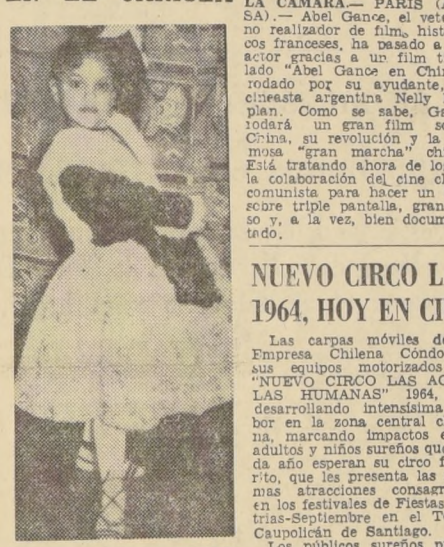 LA CAMARA.— PARIS (A
SA).— Abel Gance, el vete
no realizador de films hist
cos franceses, ha pasado a
actor gracias a un film t
lado "Abel Gance en Chin
rodado por su ayudante,
cineasta argentina Nelly
plan. Como se sabe, Ga
rodará un gran film so
China, su revolución y la
mosa "gran marcha" chi
Está tratando ahora de lo
la colaboración del cine ch
comunista para hacer un
sobre triple pantalla, gran
so y, a la vez, bien docum
tado.
NUEVO CIRCO L
1964, HOY EN CI
Las carpas móviles de
Empresa Chilena Cóndo
sus equipos motorizados
"NUEVO CIRCO LAS AG
LAS HUMANAS" 1964,
desarrollando intensísima
bor en la zona central c
na, marcando impactos e
adultos y niños sureños que
da año esperan su circo f
rito, que les presenta las
mas atracciones consagr
en los festivales de Fiestas
trias-Septiembre en el T
Caupolicán de Santiago.
Los públicos sureños